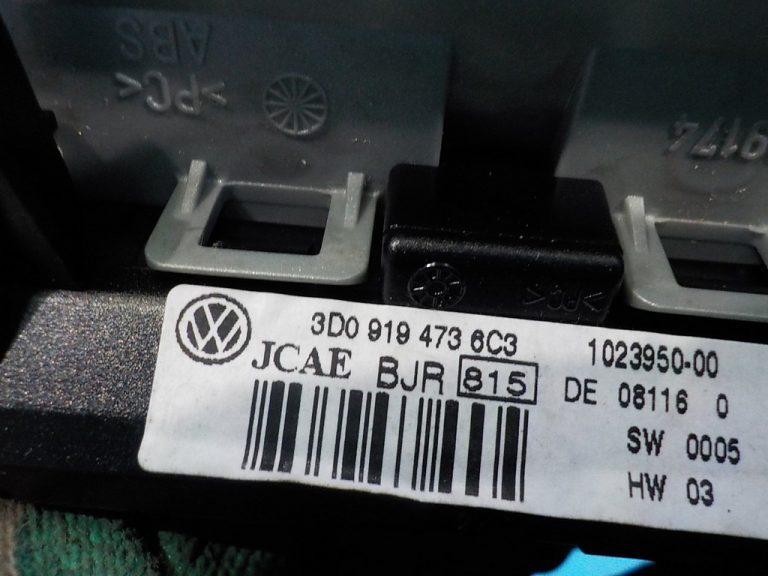 >PC<
ABS
9174
>PC<
3D0 919 473 6C3
1023950-00
JCAE BJR 815
DE 08116 0
SW 0005
HW 03